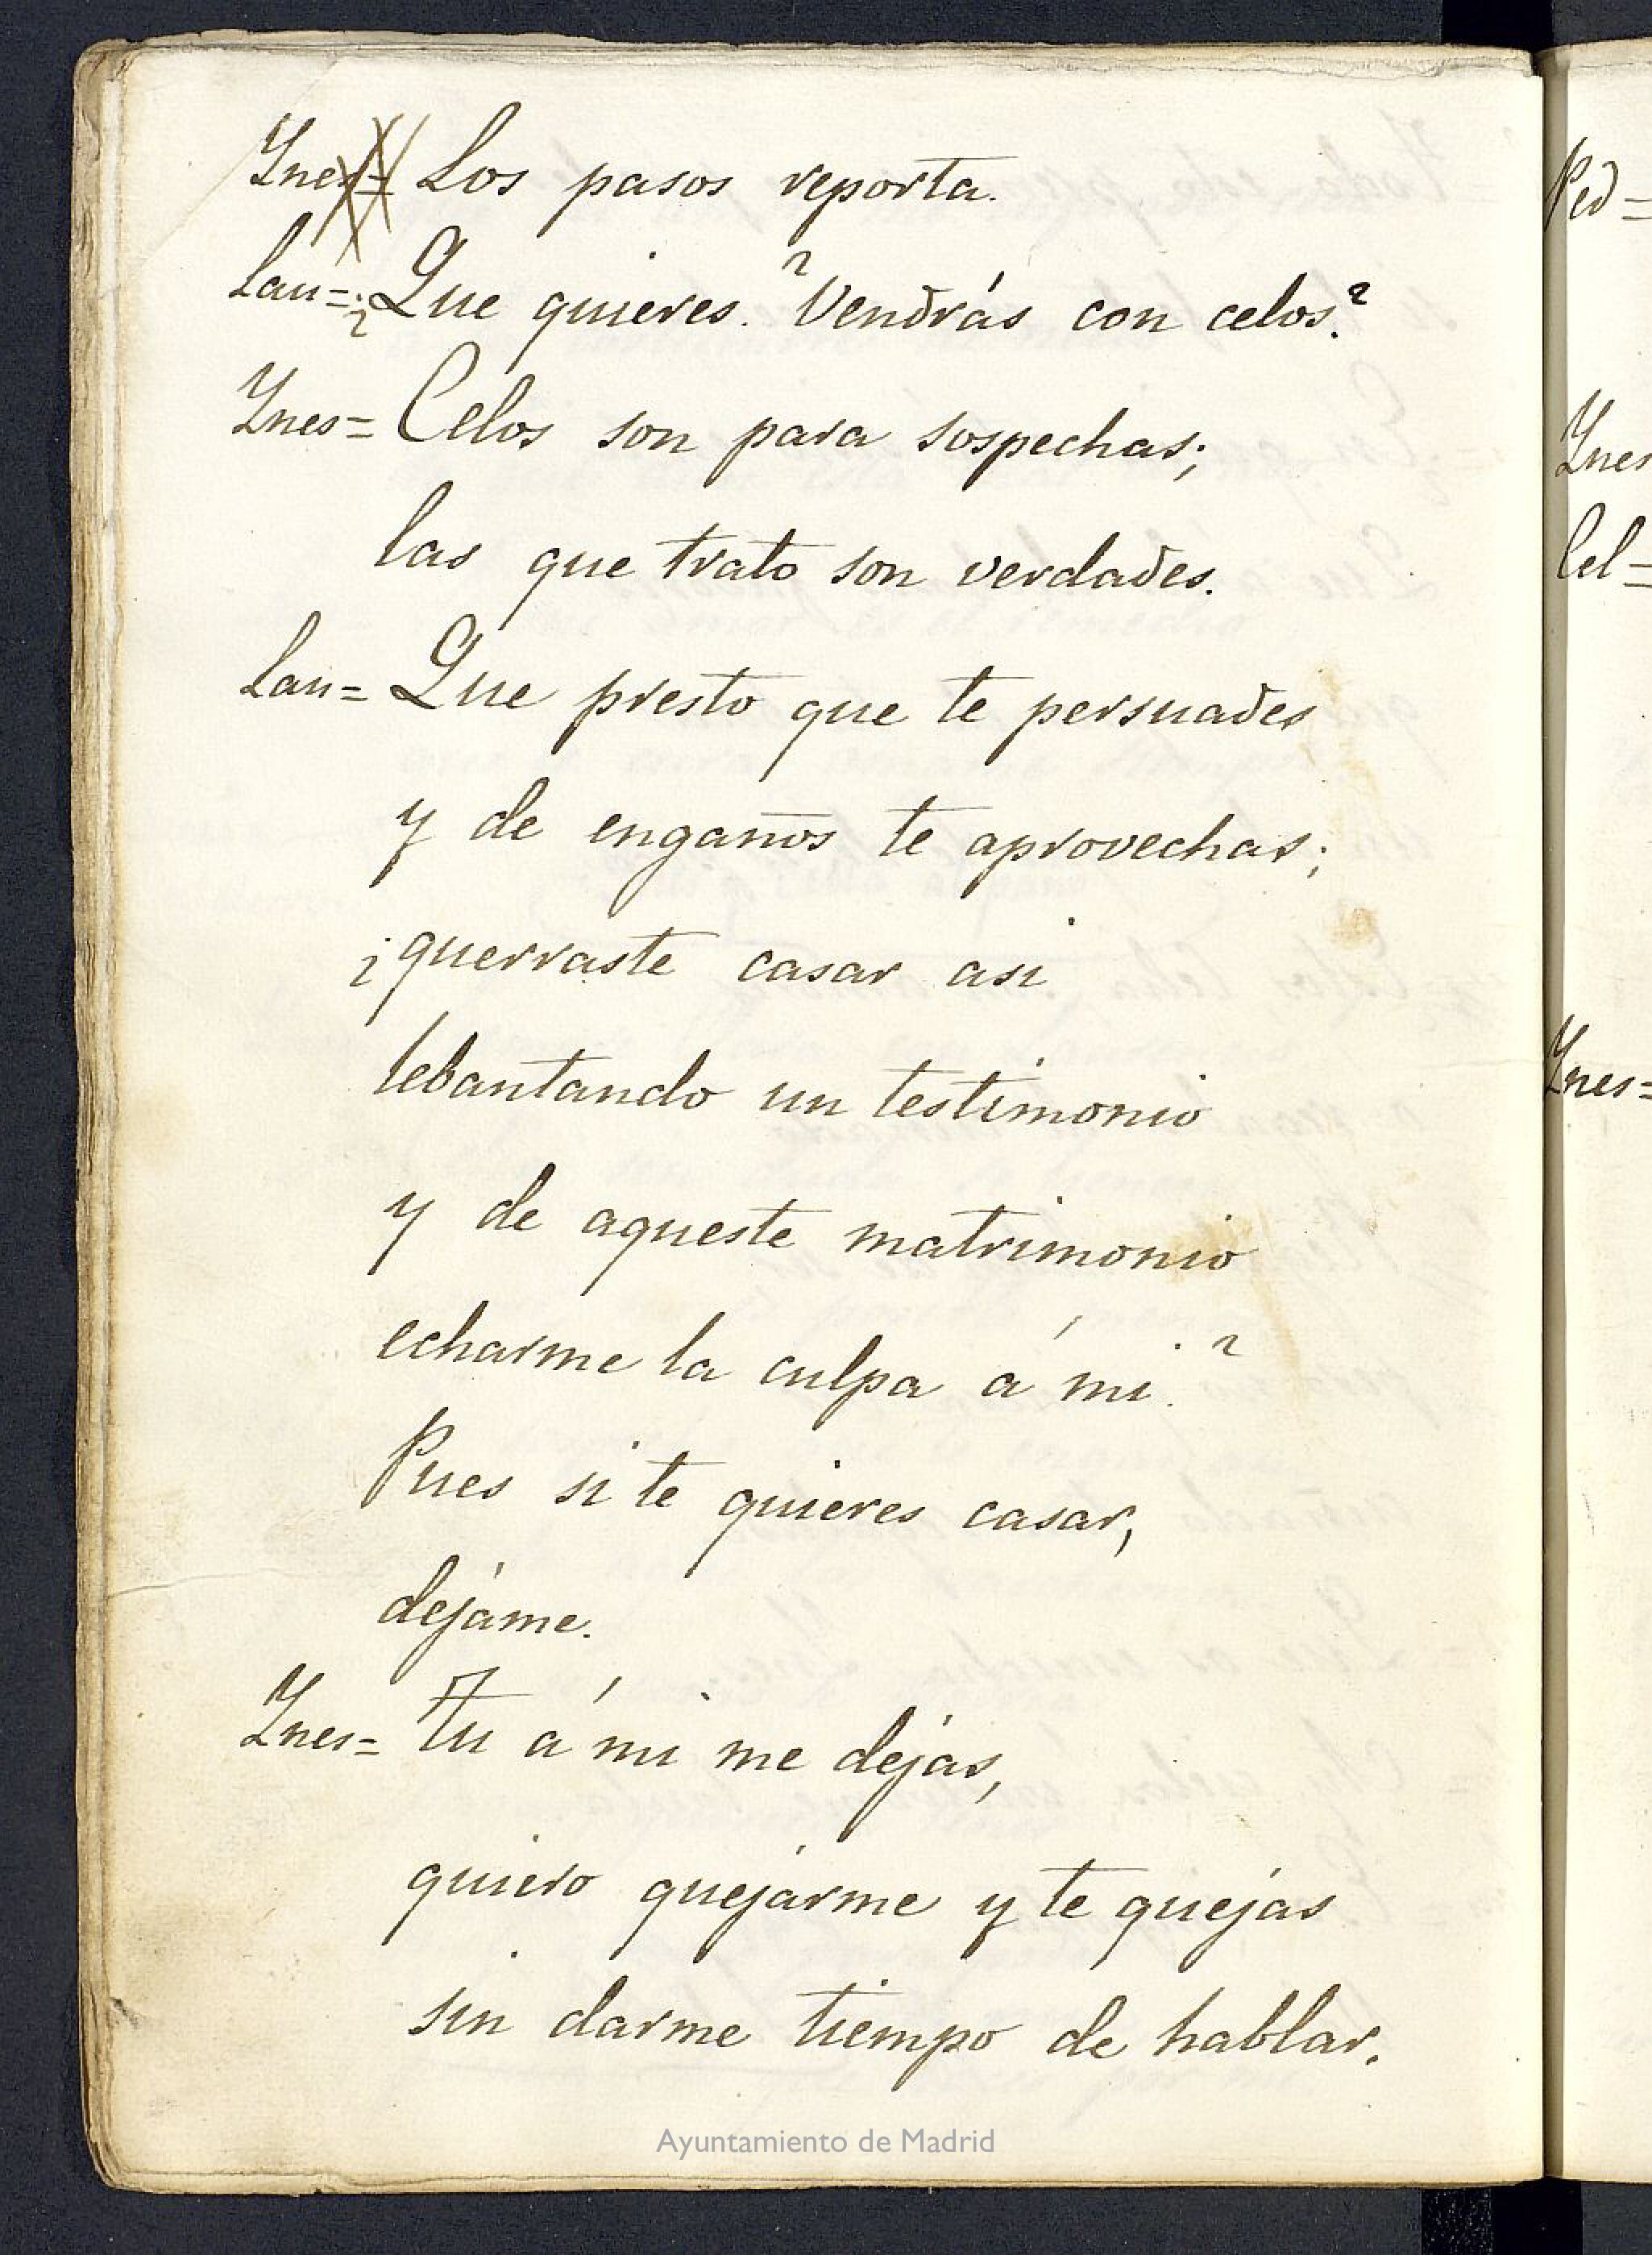 Ynes= Los pasos reporta.
Lau=¿Que quieres.? Vendrás con celos?
Ynes= Celos son para sospechas;
las que trato son verdades.
Lau= Que presto que te persuades
y de engaños te aprovechas;
¿querraste casar asi
lebantando un testimonio
y de aqueste matrimonio
echarme la culpa á mi.?
Pues si te quieres casar,
dejáme.
Ynes= Tu á mi me dejas,
quiero quejarme y te quejas
sin darme tiempo de hablar.
Ayuntamiento de Madrid
Ped=
Ynes
Cel=
Ynes=